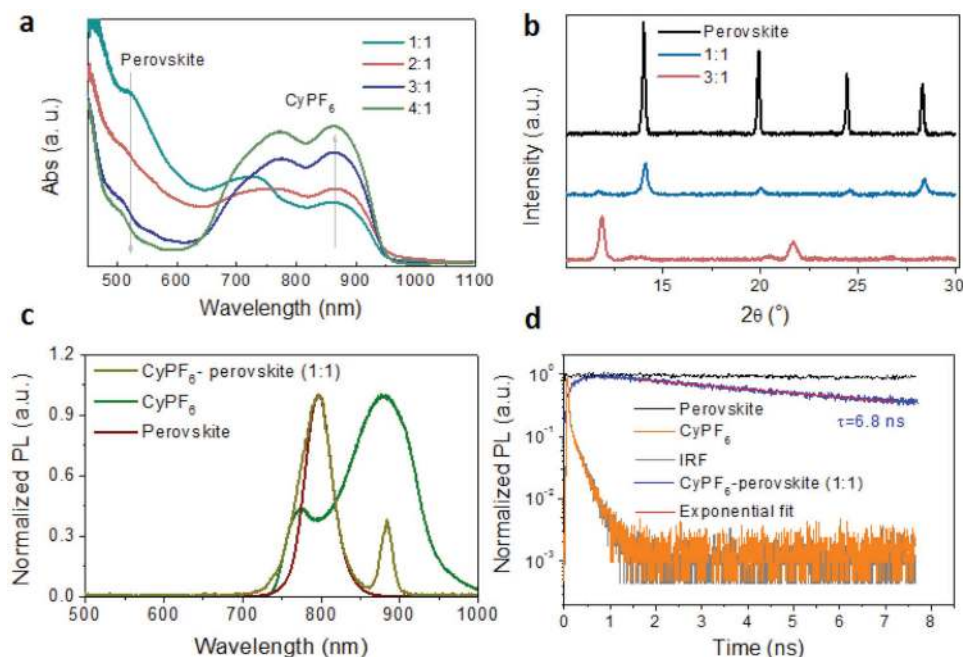 a
Perovskite
1:1
2:1
3:1
4:1
CyPF₆
Abs (a. u.)
500 600 700 800 900 1000 1100
Wavelength (nm)
b
Perovskite
1:1
3:1
Intensity (a.u.)
15 20 25 30
2θ (°)
c
CyPF₆- perovskite (1:1)
CyPF₆
Perovskite
Normalized PL (a.u.)
1.2
0.9
0.6
0.3
0.0
500 600 700 800 900 1000
Wavelength (nm)
d
Perovskite
CyPF₆
IRF
CyPF₆-perovskite (1:1)
Exponential fit
τ=6.8 ns
Normalized PL (a.u.)
10⁰
10⁻¹
10⁻²
10⁻³
0 1 2 3 4 5 6 7 8
Time (ns)